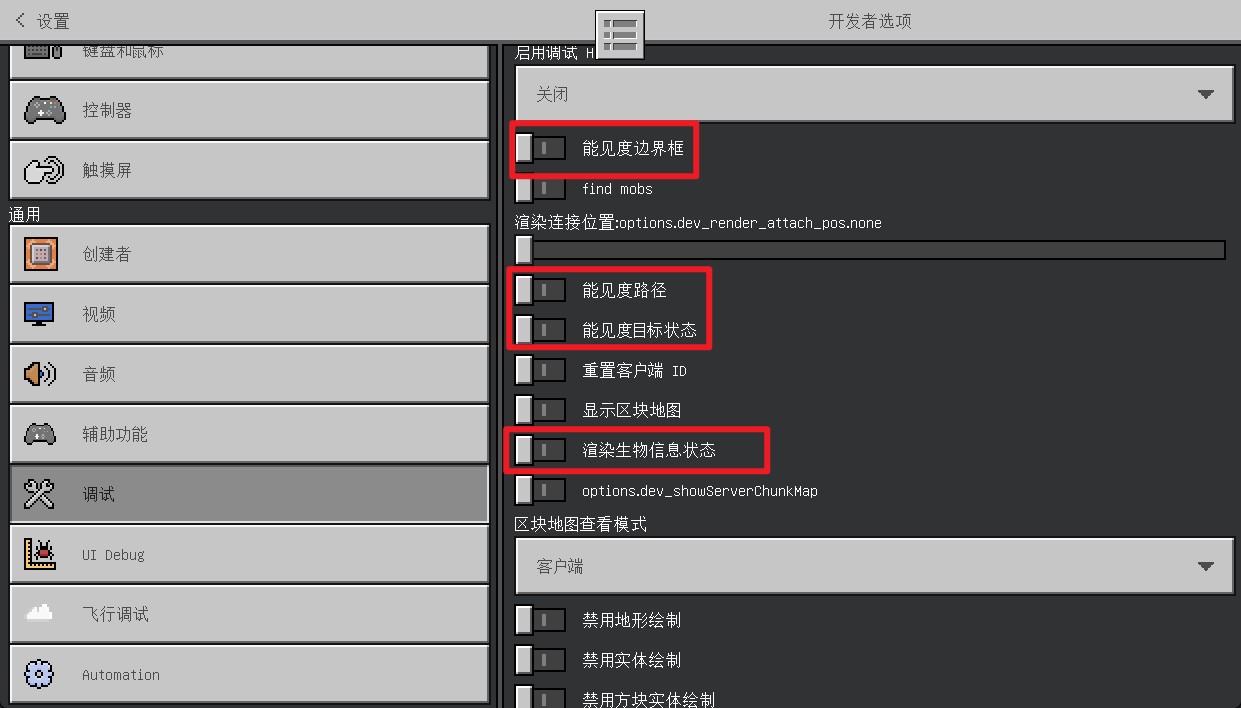 设置
开发者选项
键盘和鼠标
控制器
触摸屏
通用
创建者
视频
音频
辅助功能
调试
UI Debug
飞行调试
Automation
启用调试 H
关闭
能见度边界框
find mobs
渲染连接位置:options.dev_render_attach_pos.none
能见度路径
能见度目标状态
重置客户端 ID
显示区块地图
渲染生物信息状态
options.dev_showServerChunkMap
区块地图查看模式
客户端
禁用地形绘制
禁用实体绘制
禁用方块实体绘制